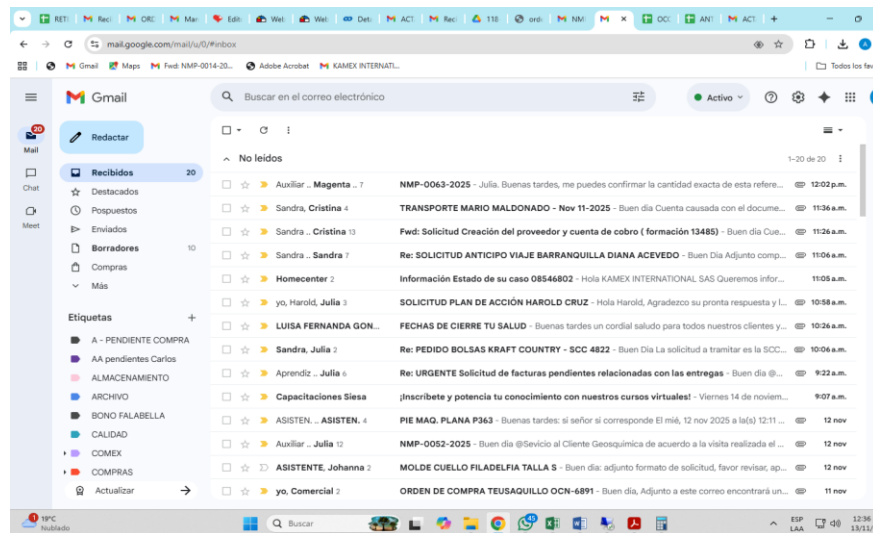 RETI Reci ORD Mar Edit Wel Wel Det ACT Reci 118 ord NM OCC ANT ACT
mail.google.com/mail/u/0/#inbox
Gmail Maps Fwd: NMP-0014-20... Adobe Acrobat KAMEX INTERNATI... Todos los fav
Gmail Buscar en el correo electrónico Activo
20
Mail
Redactar
Chat
Meet
Recibidos 20
Destacados
Pospuestos
Enviados
Borradores 10
Compras
Más
Etiquetas +
A - PENDIENTE COMPRA
AA pendientes Carlos
ALMACENAMIENTO
ARCHIVO
BONO FALABELLA
CALIDAD
COMEX
COMPRAS
Actualizar
No leídos 1–20 de 20
Auxiliar .. Magenta .. 7 NMP-0063-2025 - Julia. Buenas tardes, me puedes confirmar la cantidad exacta de esta refere... 12:02 p.m.
Sandra, Cristina 4 TRANSPORTE MARIO MALDONADO - Nov 11-2025 - Buen dia Cuenta causada con el docume... 11:36 a.m.
Sandra .. Cristina 13 Fwd: Solicitud Creación del proveedor y cuenta de cobro ( formación 13485) - Buen día Cue... 11:26 a.m.
Sandra .. Sandra 7 Re: SOLICITUD ANTICIPO VIAJE BARRANQUILLA DIANA ACEVEDO - Buen Dia Adjunto comp... 11:06 a.m.
Homecenter 2 Información Estado de su caso 08546802 - Hola KAMEX INTERNATIONAL SAS Queremos infor... 11:05 a.m.
yo, Harold, Julia 3 SOLICITUD PLAN DE ACCIÓN HAROLD CRUZ - Hola Harold, Agradezco su pronta respuesta y l... 10:58 a.m.
LUISA FERNANDA GON... FECHAS DE CIERRE TU SALUD - Buenas tardes un cordial saludo para todos nuestros clientes y... 10:26 a.m.
Sandra, Julia 2 Re: PEDIDO BOLSAS KRAFT COUNTRY - SCC 4822 - Buen Dia La solicitud a tramitar es la SCC... 10:06 a.m.
Aprendiz .. Julia 6 Re: URGENTE Solicitud de facturas pendientes relacionadas con las entregas - Buen dia @... 9:22 a.m.
Capacitaciones Siesa ¡Inscríbete y potencia tu conocimiento con nuestros cursos virtuales! - Viernes 14 de noviem... 9:07 a.m.
ASISTEN. .. ASISTEN. 4 PIE MAQ. PLANA P363 - Buenas tardes: si señor si corresponde El mié, 12 nov 2025 a la(s) 12:11 ... 12 nov
Auxiliar .. Julia 12 NMP-0052-2025 - Buen dia @Sevicio al Cliente Geosquimica de acuerdo a la visita realizada el ... 12 nov
ASISTENTE, Johanna 2 MOLDE CUELLO FILADELFIA TALLA S - Buen dia: adjunto formato de solicitud, favor revisar, ap... 12 nov
yo, Comercial 2 ORDEN DE COMPRA TEUSAQUILLO OCN-6891 - Buen día, Adjunto a este correo encontrará un... 11 nov
19°C
Nublado
Buscar
45
ESP
LAA
12:36
13/11/